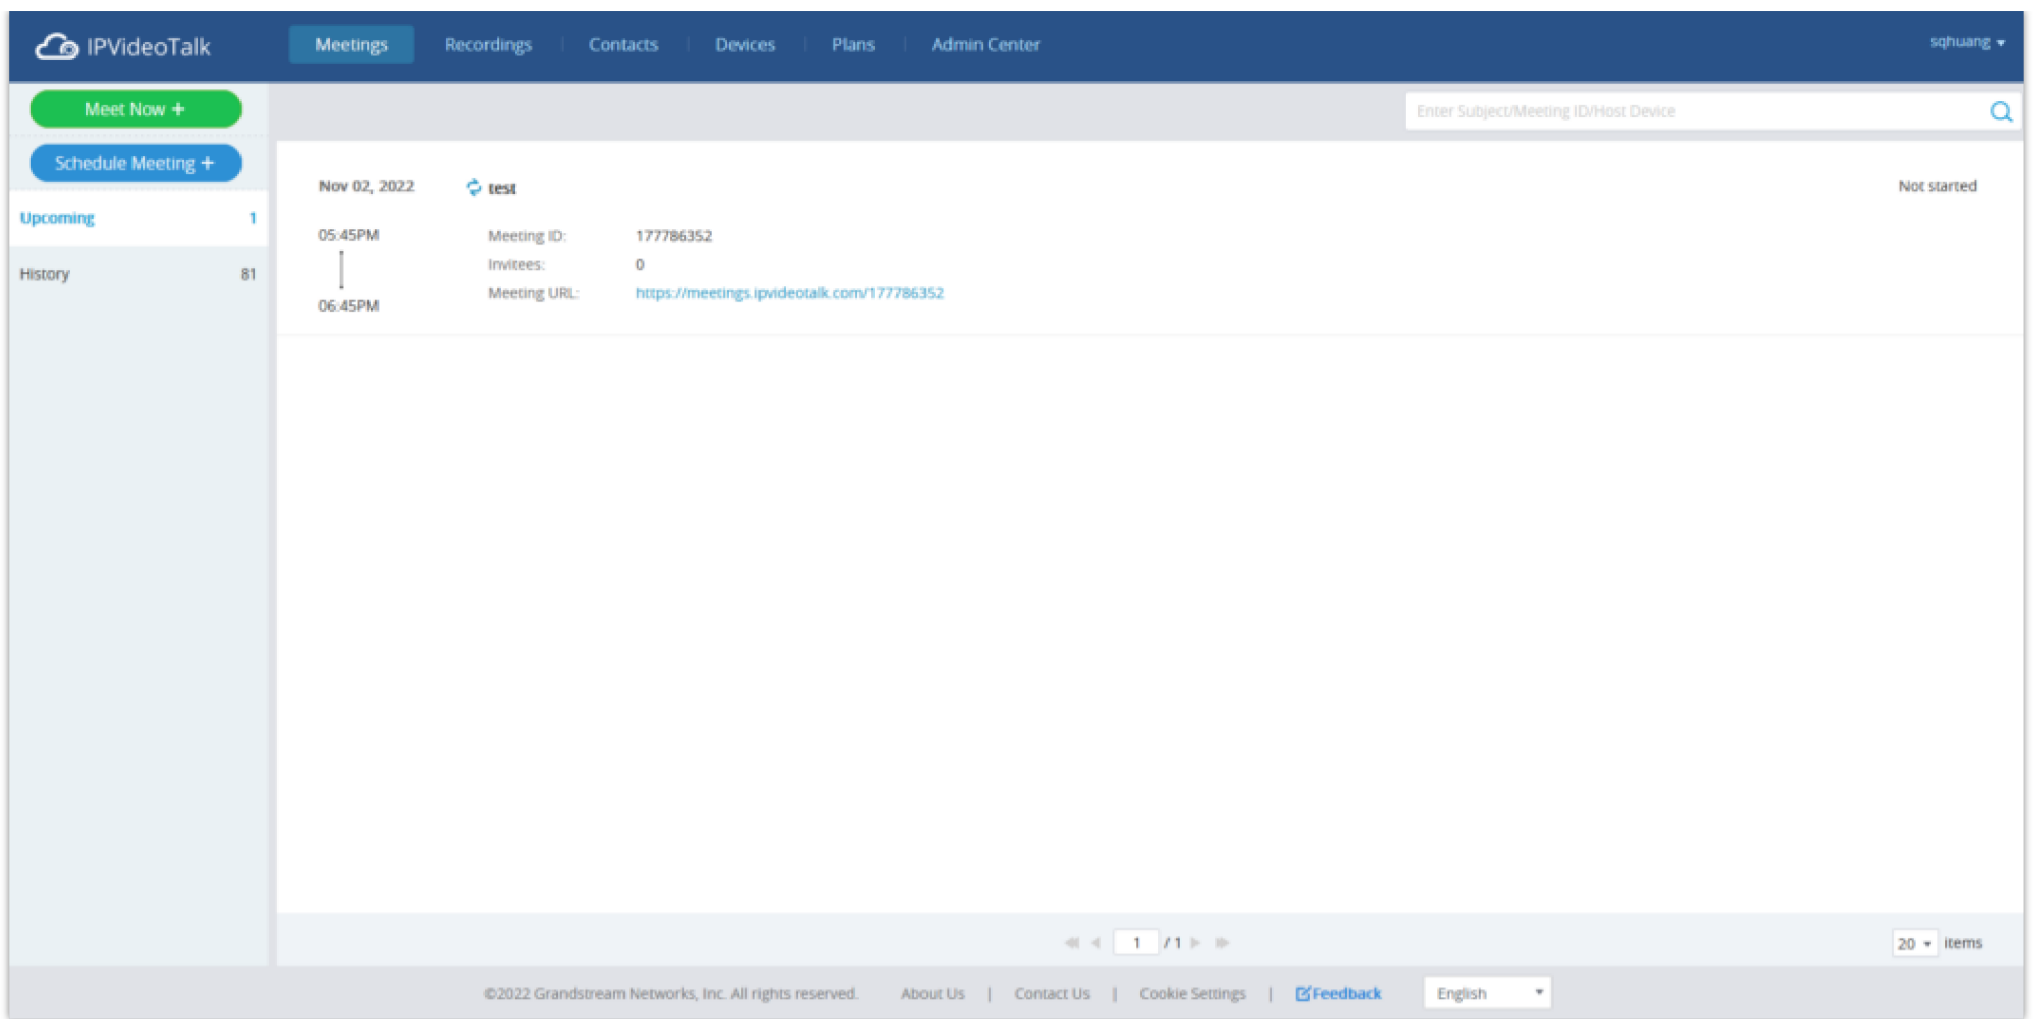 IPVideoTalk
Meetings Recordings Contacts Devices Plans Admin Center sqhuang
Meet Now +
Enter Subject/Meeting ID/Host Device
Schedule Meeting +
Nov 02, 2022 test Not started
Upcoming 1
05:45PM Meeting ID: 177786352
Invitees: 0
History 81
Meeting URL: https://meetings.ipvideotalk.com/177786352
06:45PM
1 / 1 20 items
©2022 Grandstream Networks, Inc. All rights reserved. About Us | Contact Us | Cookie Settings | Feedback English